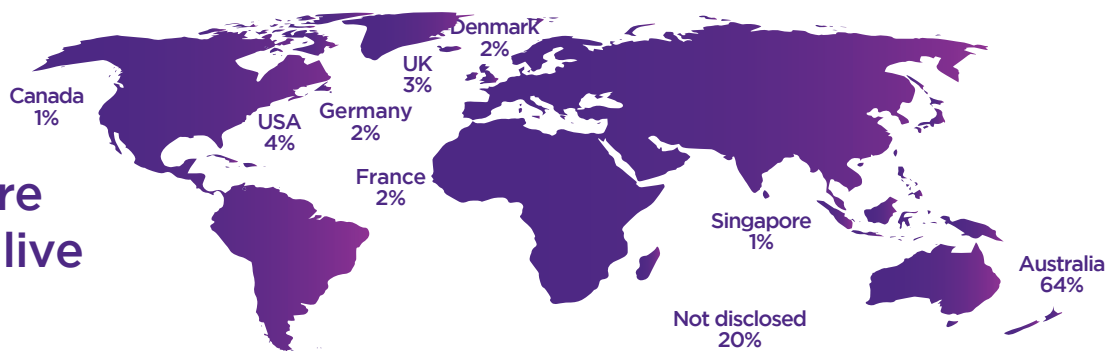 Denmark
2%
UK
3%
Canada
1%
USA
4%
Germany
2%
France
2%
re
live
Singapore
1%
Australia
64%
Not disclosed
20%